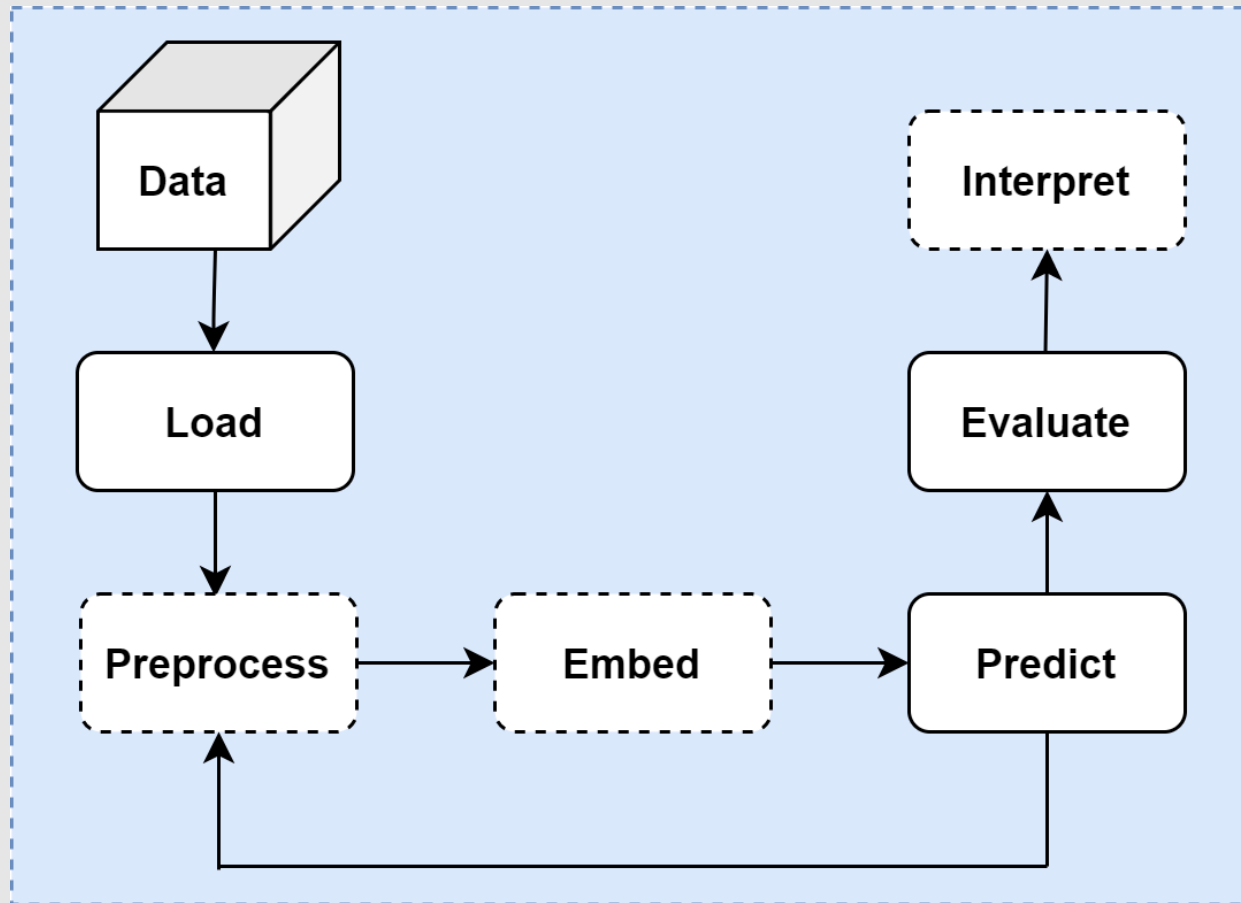 Data
Load
Preprocess
Embed
Predict
Evaluate
Interpret